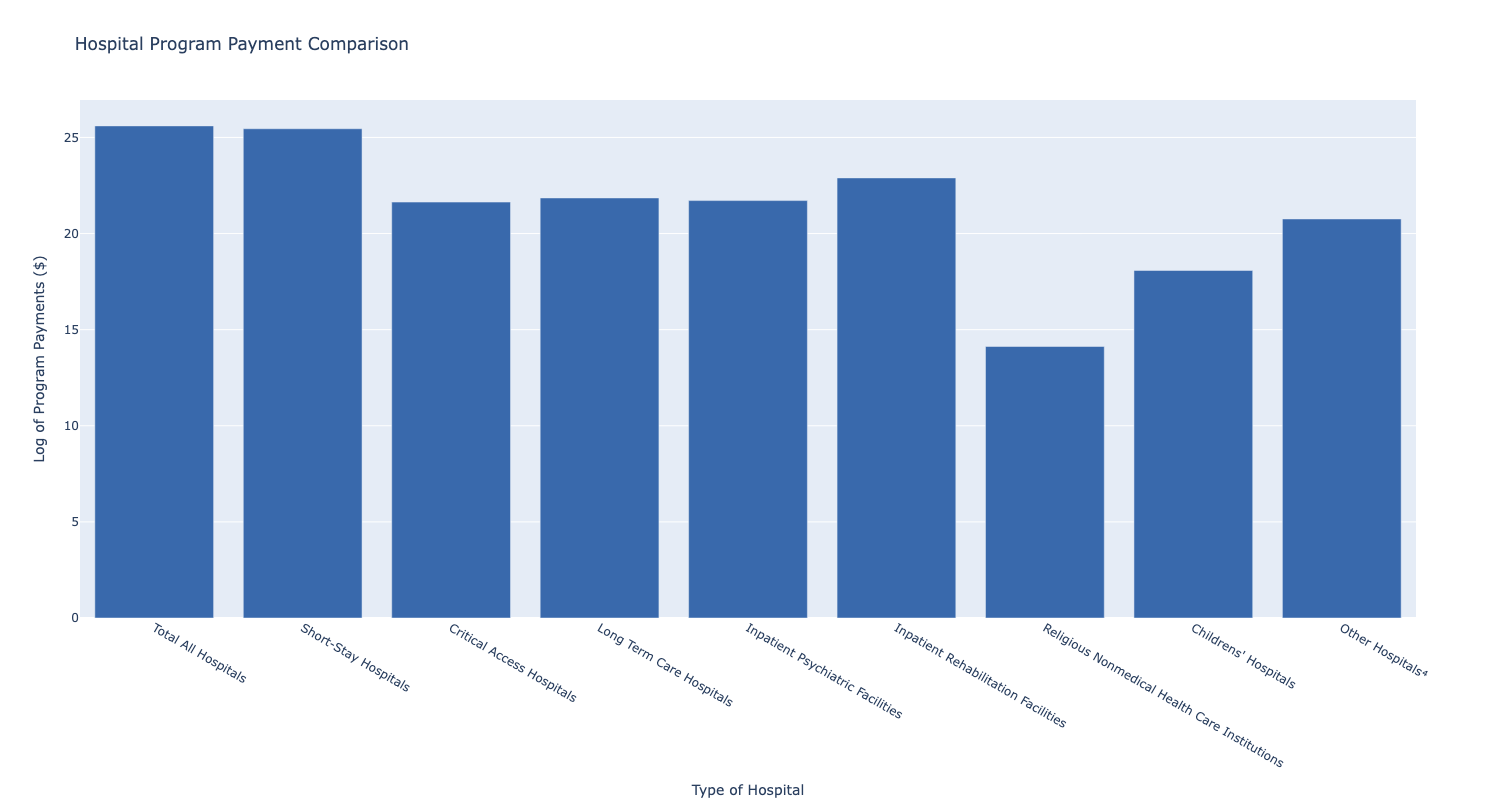 Hospital Program Payment Comparison
Log of Program Payments ($)
25
20
15
10
5
0
Total All Hospitals
Short-Stay Hospitals
Critical Access Hospitals
Long Term Care Hospitals
Inpatient Psychiatric Facilities
Inpatient Rehabilitation Facilities
Religious Nonmedical Health Care Institutions
Childrens' Hospitals
Other Hospitals⁴
Type of Hospital